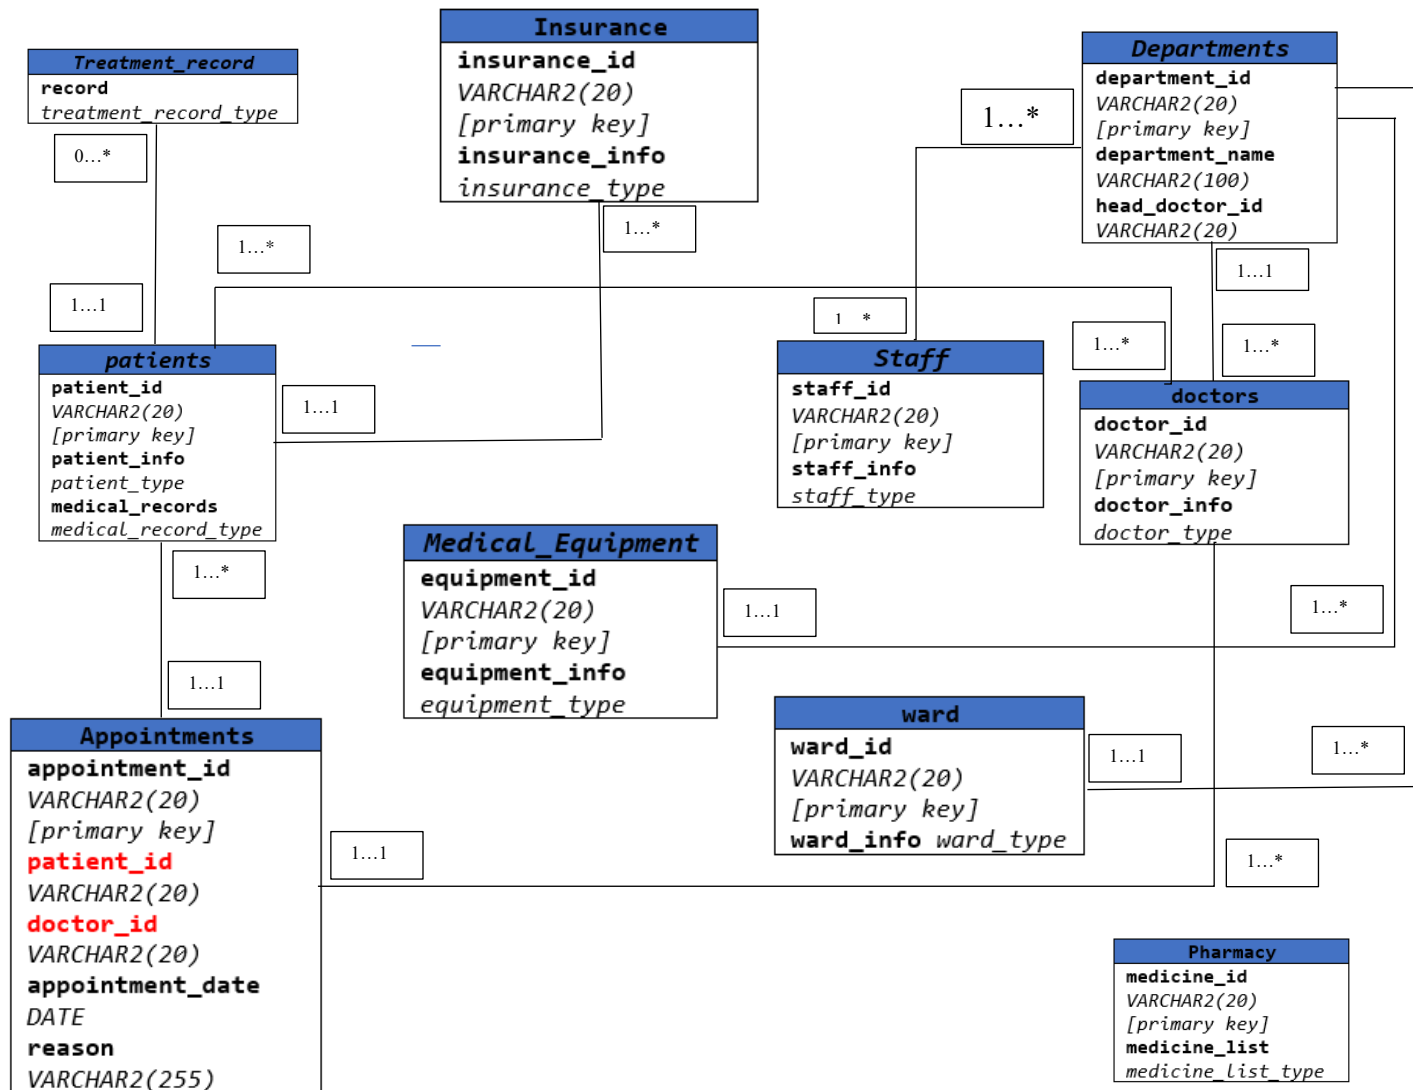 Treatment_record
record
treatment_record_type
0...*
1...1
Insurance
insurance_id
VARCHAR2(20)
[primary key]
insurance_info
insurance_type
1...*
1...*
Departments
department_id
VARCHAR2(20)
[primary key]
department_name
VARCHAR2(100)
head_doctor_id
VARCHAR2(20)
1...*
1...1
patients
patient_id
VARCHAR2(20)
[primary key]
patient_info
patient_type
medical_records
medical_record_type
1...1
1 *
Staff
staff_id
VARCHAR2(20)
[primary key]
staff_info
staff_type
1...*
1...*
doctors
doctor_id
VARCHAR2(20)
[primary key]
doctor_info
doctor_type
1...*
1...1
Medical_Equipment
equipment_id
VARCHAR2(20)
[primary key]
equipment_info
equipment_type
1...1
1...*
Appointments
appointment_id
VARCHAR2(20)
[primary key]
patient_id
VARCHAR2(20)
doctor_id
VARCHAR2(20)
appointment_date
DATE
reason
VARCHAR2(255)
1...1
ward
ward_id
VARCHAR2(20)
[primary key]
ward_info ward_type
1...1
1...*
1...*
Pharmacy
medicine_id
VARCHAR2(20)
[primary key]
medicine_list
medicine_list_type